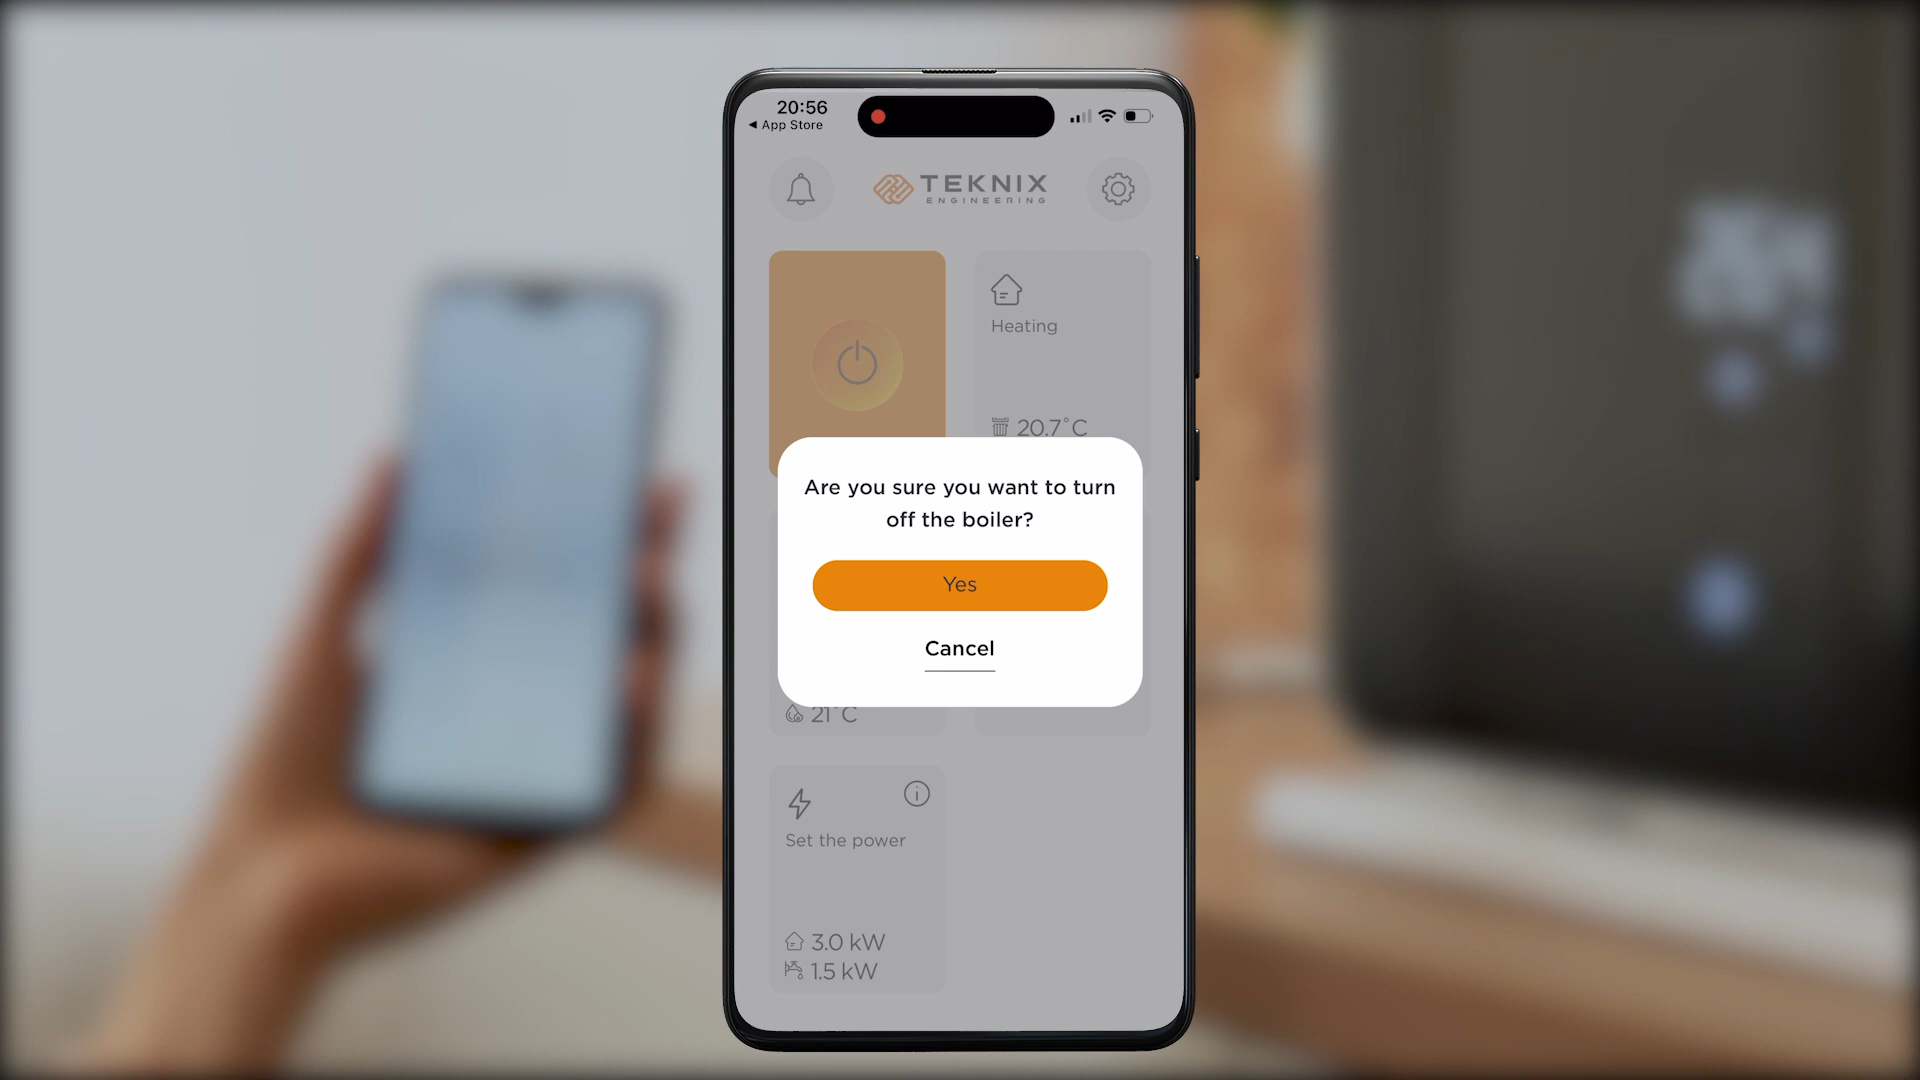 20:56
App Store
TEKNIX
ENGINEERING
Heating
20.7°C
Are you sure you want to turn
off the boiler?
Yes
Cancel
21°C
Set the power
3.0 kW
1.5 kW